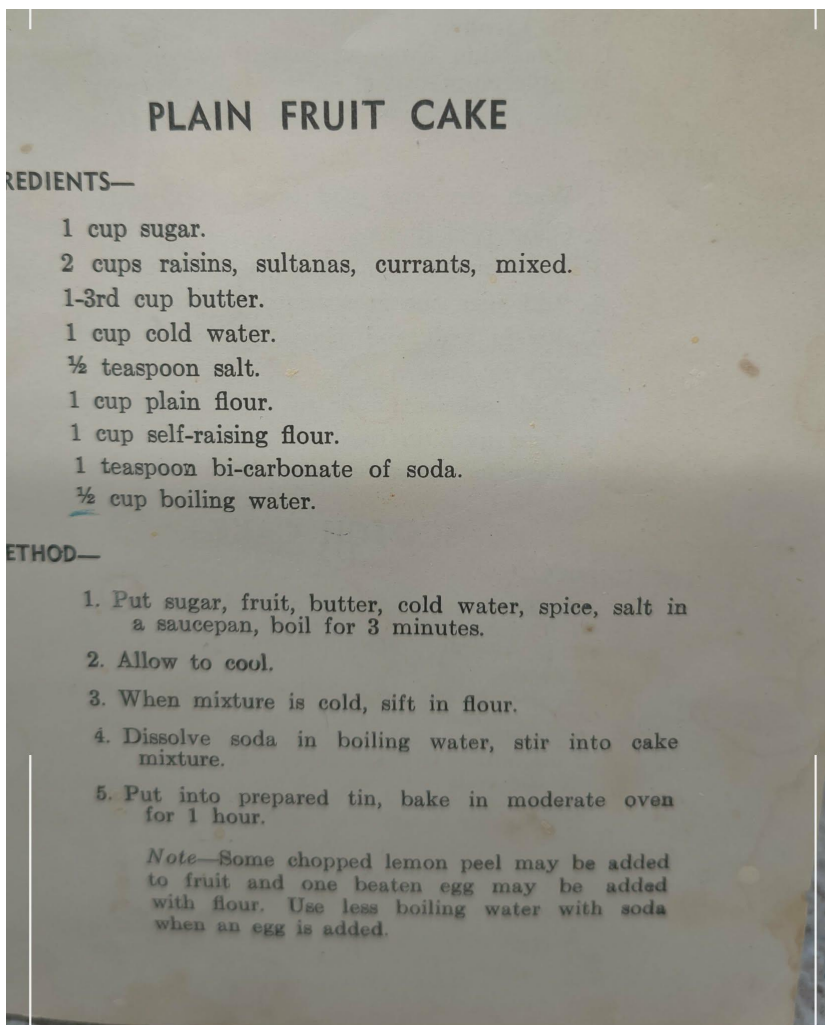 PLAIN FRUIT CAKE
REDIENTS—
1 cup sugar.
2 cups raisins, sultanas, currants, mixed.
1-3rd cup butter.
1 cup cold water.
½ teaspoon salt.
1 cup plain flour.
1 cup self-raising flour.
1 teaspoon bi-carbonate of soda.
½ cup boiling water.
ETHOD—
1. Put sugar, fruit, butter, cold water, spice, salt in
a saucepan, boil for 3 minutes.
2. Allow to cool.
3. When mixture is cold, sift in flour.
4. Dissolve soda in boiling water, stir into cake
mixture.
5. Put into prepared tin, bake in moderate oven
for 1 hour.
Note—Some chopped lemon peel may be added
to fruit and one beaten egg may be added
with flour. Use less boiling water with soda
when an egg is added.